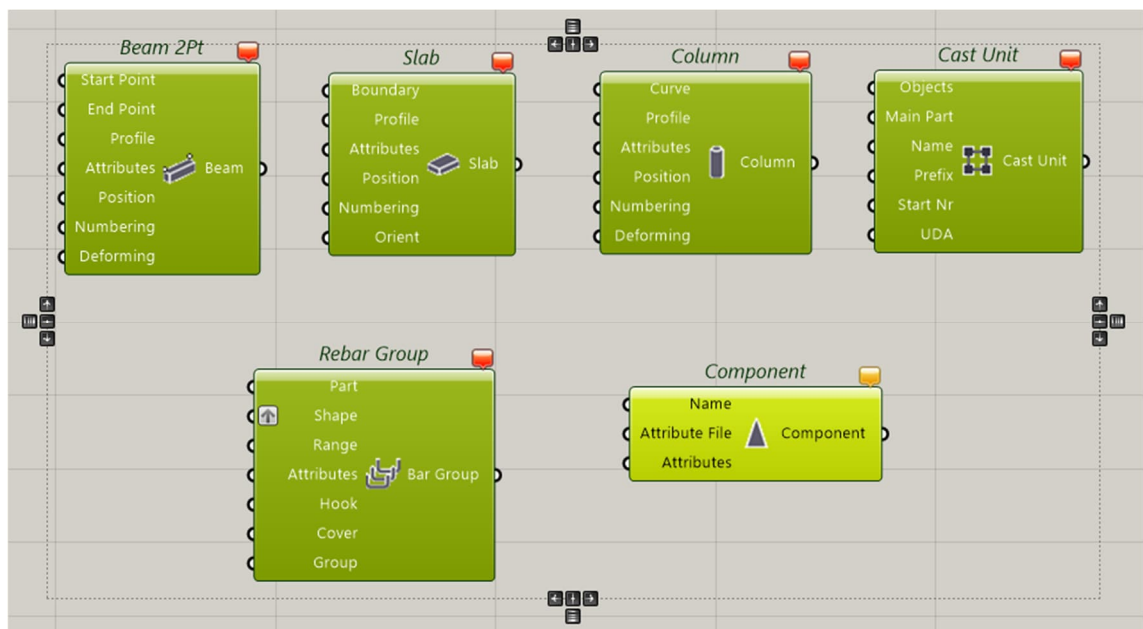 Beam 2Pt
Start Point
End Point
Profile
Attributes
Position
Numbering
Deforming
Beam
Slab
Boundary
Profile
Attributes
Position
Numbering
Orient
Slab
Column
Curve
Profile
Attributes
Position
Numbering
Deforming
Column
Cast Unit
Objects
Main Part
Name
Prefix
Start Nr
UDA
Cast Unit
Rebar Group
Part
Shape
Range
Attributes
Hook
Cover
Group
Bar Group
Component
Name
Attribute File
Attributes
Component